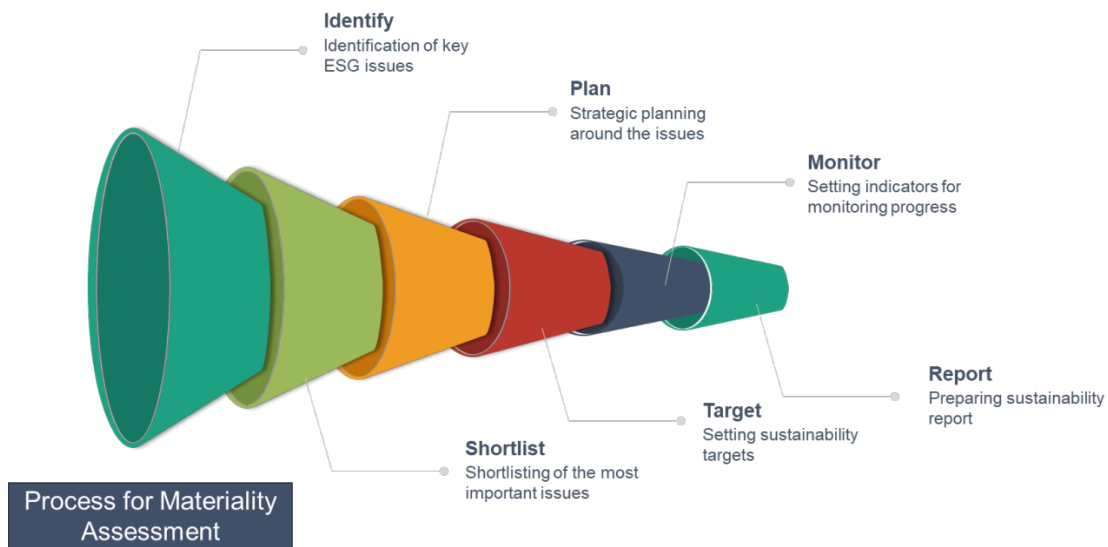 Identify
Identification of key
ESG issues
Plan
Strategic planning
around the issues
Monitor
Setting indicators for
monitoring progress
Report
Preparing sustainability
report
Target
Setting sustainability
targets
Shortlist
Shortlisting of the most
important issues
Process for Materiality
Assessment